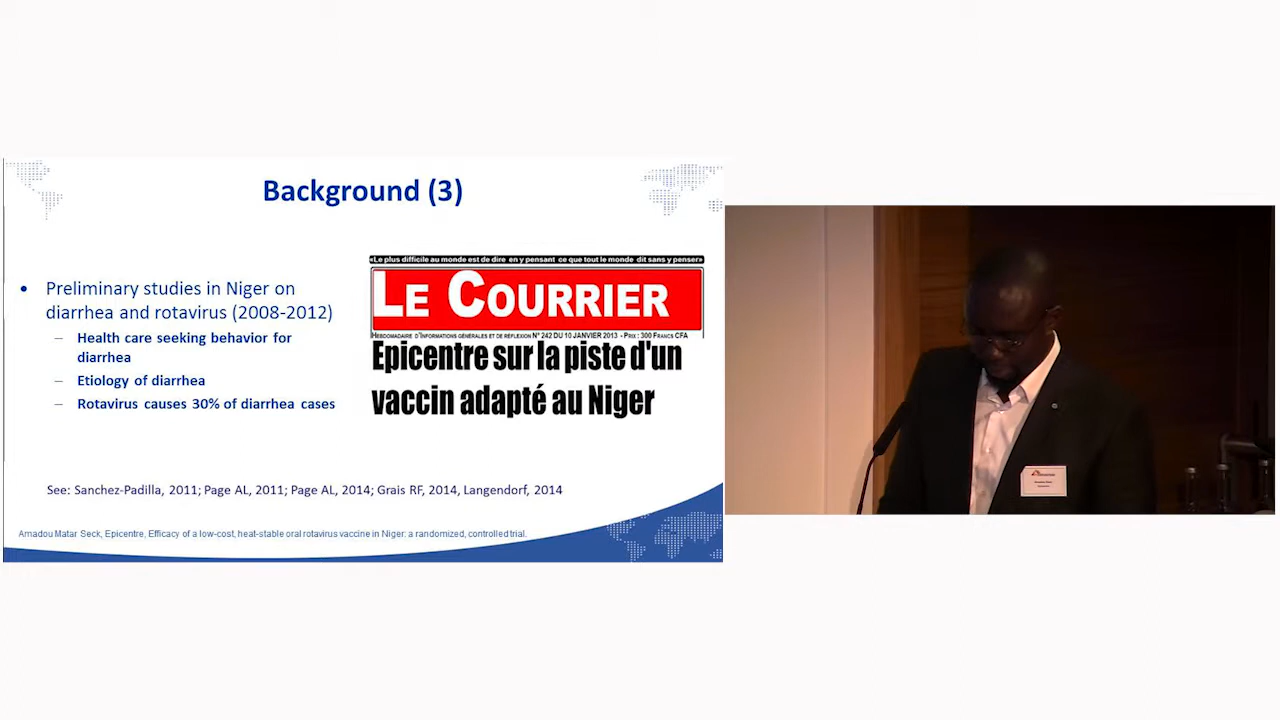 Background (3)
• Preliminary studies in Niger on
diarrhea and rotavirus (2008-2012)
– Health care seeking behavior for
diarrhea
– Etiology of diarrhea
– Rotavirus causes 30% of diarrhea cases
«Le plus difficile au monde est de dire en y pensant ce que tout le monde dit sans y penser»
LE COURRIER
HEBDOMADAIRE D'INFORMATIONS GÉNÉRALES ET DE RÉFLEXION N° 242 DU 10 JANVIER 2013 - PRIX : 300 FRANCS CFA
Epicentre sur la piste d'un
vaccin adapté au Niger
See: Sanchez-Padilla, 2011; Page AL, 2011; Page AL, 2014; Grais RF, 2014, Langendorf, 2014
Amadou Matar Seck, Epicentre, Efficacy of a low-cost, heat-stable oral rotavirus vaccine in Niger: a randomized, controlled trial.